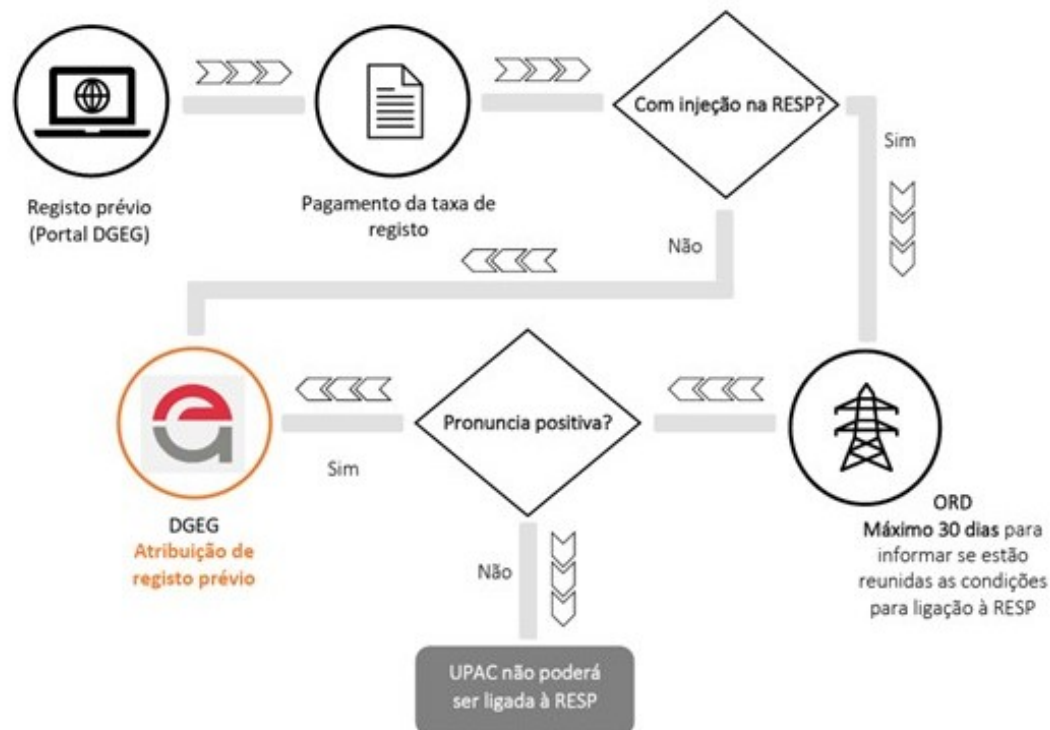 Registo prévio
(Portal DGEG)
Pagamento da taxa de
registo
Com injeção na RESP?
Sim
Não
Pronuncia positiva?
Sim
DGEG
Atribuição de
registo prévio
Não
ORD
Máximo 30 dias para
informar se estão
reunidas as condições
para ligação à RESP
UPAC não poderá
ser ligada à RESP